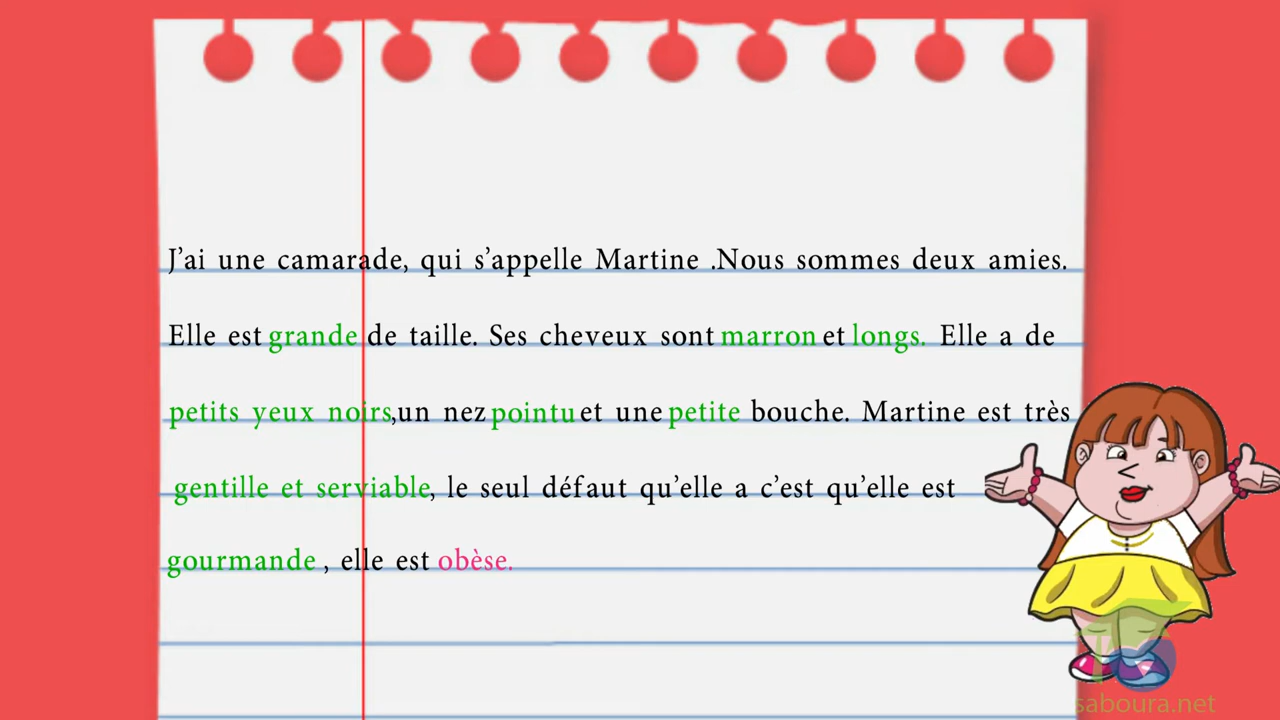 J’ai une camarade, qui s’appelle Martine .Nous sommes deux amies.
Elle est grande de taille. Ses cheveux sont marron et longs. Elle a de
petits yeux noirs,un nez pointu et une petite bouche. Martine est très
gentille et serviable, le seul défaut qu’elle a c’est qu’elle est
gourmande , elle est obèse.
saboura.net